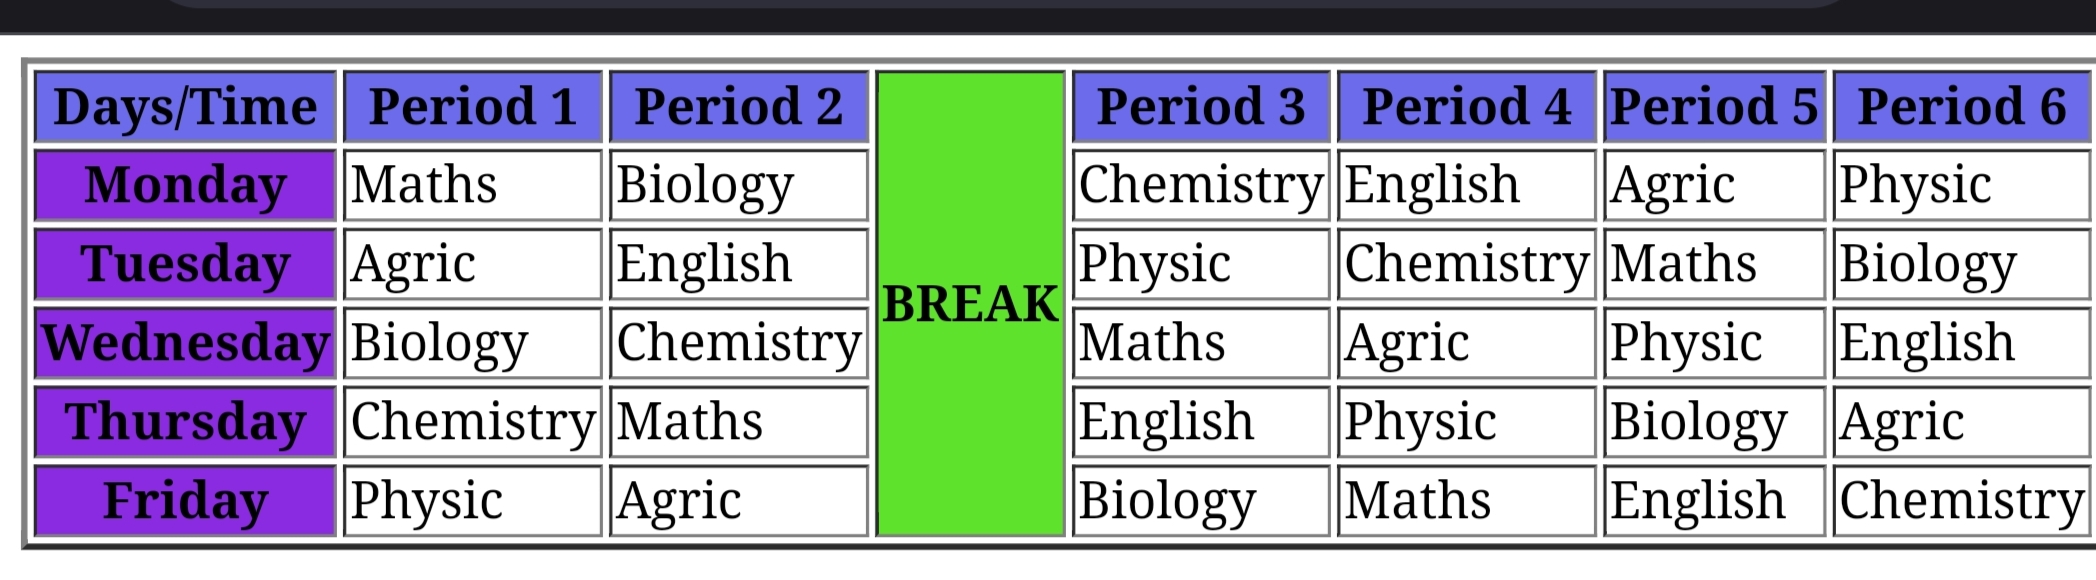 Days/Time Period 1 Period 2 BREAK Period 3 Period 4 Period 5 Period 6
Monday Maths Biology Chemistry English Agric Physic
Tuesday Agric English Physic Chemistry Maths Biology
Wednesday Biology Chemistry Maths Agric Physic English
Thursday Chemistry Maths English Physic Biology Agric
Friday Physic Agric Biology Maths English Chemistry